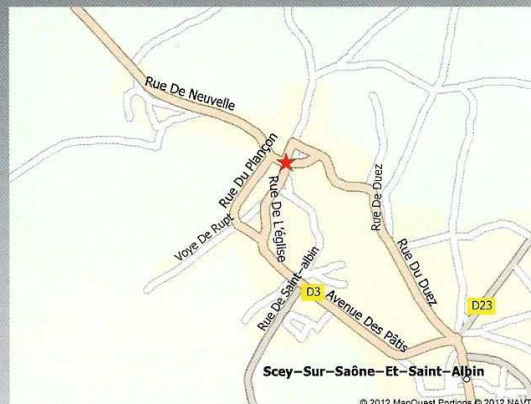 Rue De Neuvelle
Rue Du Plançon
Rue De L'église
Voye De Rupt
Rue De Duez
Rue Du Duez
Rue De Saint-albin
D3
Avenue Des Pâtis
D23
Scey-Sur-Saône-Et-Saint-Albin
© 2012 MapQuest Portions © 2012 NAVT